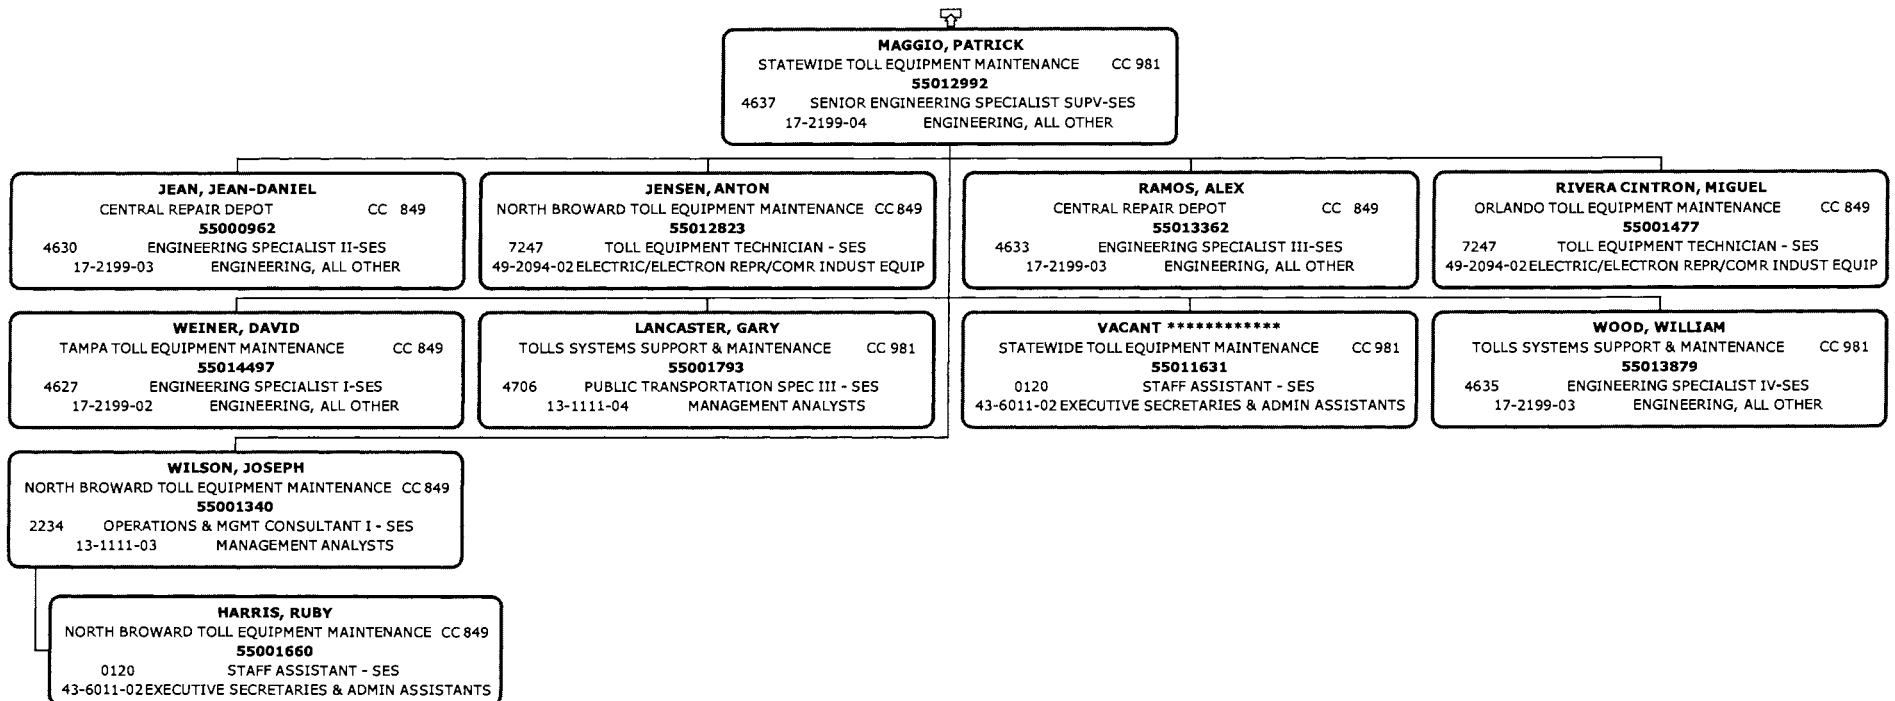 MAGGIO, PATRICK
STATEWIDE TOLL EQUIPMENT MAINTENANCE CC 981
55012992
4637 SENIOR ENGINEERING SPECIALIST SUPV-SES
17-2199-04 ENGINEERING, ALL OTHER
JEAN, JEAN-DANIEL
CENTRAL REPAIR DEPOT CC 849
55000962
4630 ENGINEERING SPECIALIST II-SES
17-2199-03 ENGINEERING, ALL OTHER
JENSEN, ANTON
NORTH BROWARD TOLL EQUIPMENT MAINTENANCE CC 849
55012823
7247 TOLL EQUIPMENT TECHNICIAN - SES
49-2094-02 ELECTRIC/ELECTRON REPR/COMR INDUST EQUIP
RAMOS, ALEX
CENTRAL REPAIR DEPOT CC 849
55013362
4633 ENGINEERING SPECIALIST III-SES
17-2199-03 ENGINEERING, ALL OTHER
RIVERA CINTRON, MIGUEL
ORLANDO TOLL EQUIPMENT MAINTENANCE CC 849
55001477
7247 TOLL EQUIPMENT TECHNICIAN - SES
49-2094-02 ELECTRIC/ELECTRON REPR/COMR INDUST EQUIP
WEINER, DAVID
TAMPA TOLL EQUIPMENT MAINTENANCE CC 849
55014497
4627 ENGINEERING SPECIALIST I-SES
17-2199-02 ENGINEERING, ALL OTHER
LANCASTER, GARY
TOLLS SYSTEMS SUPPORT & MAINTENANCE CC 981
55001793
4706 PUBLIC TRANSPORTATION SPEC III - SES
13-1111-04 MANAGEMENT ANALYSTS
VACANT ************
STATEWIDE TOLL EQUIPMENT MAINTENANCE CC 981
55011631
0120 STAFF ASSISTANT - SES
43-6011-02 EXECUTIVE SECRETARIES & ADMIN ASSISTANTS
WOOD, WILLIAM
TOLLS SYSTEMS SUPPORT & MAINTENANCE CC 981
55013879
4635 ENGINEERING SPECIALIST IV-SES
17-2199-03 ENGINEERING, ALL OTHER
WILSON, JOSEPH
NORTH BROWARD TOLL EQUIPMENT MAINTENANCE CC 849
55001340
2234 OPERATIONS & MGMT CONSULTANT I - SES
13-1111-03 MANAGEMENT ANALYSTS
HARRIS, RUBY
NORTH BROWARD TOLL EQUIPMENT MAINTENANCE CC 849
55001660
0120 STAFF ASSISTANT - SES
43-6011-02 EXECUTIVE SECRETARIES & ADMIN ASSISTANTS